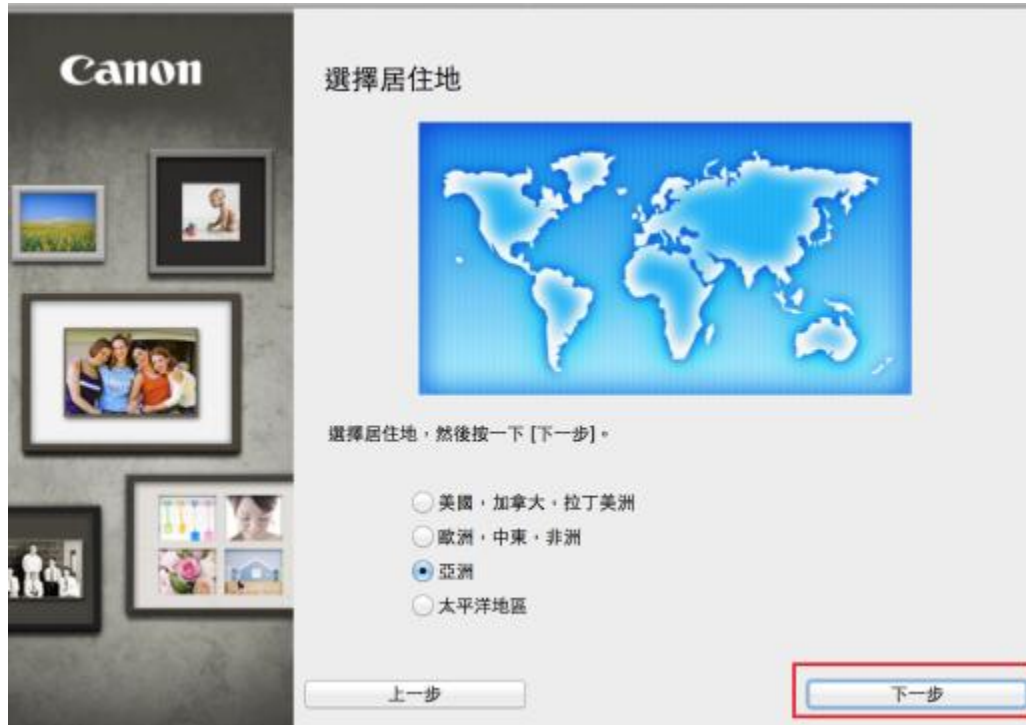 Canon
選擇居住地
選擇居住地，然後按一下 [下一步]。
美國，加拿大，拉丁美洲
歐洲，中東，非洲
亞洲
太平洋地區
上一步
下一步